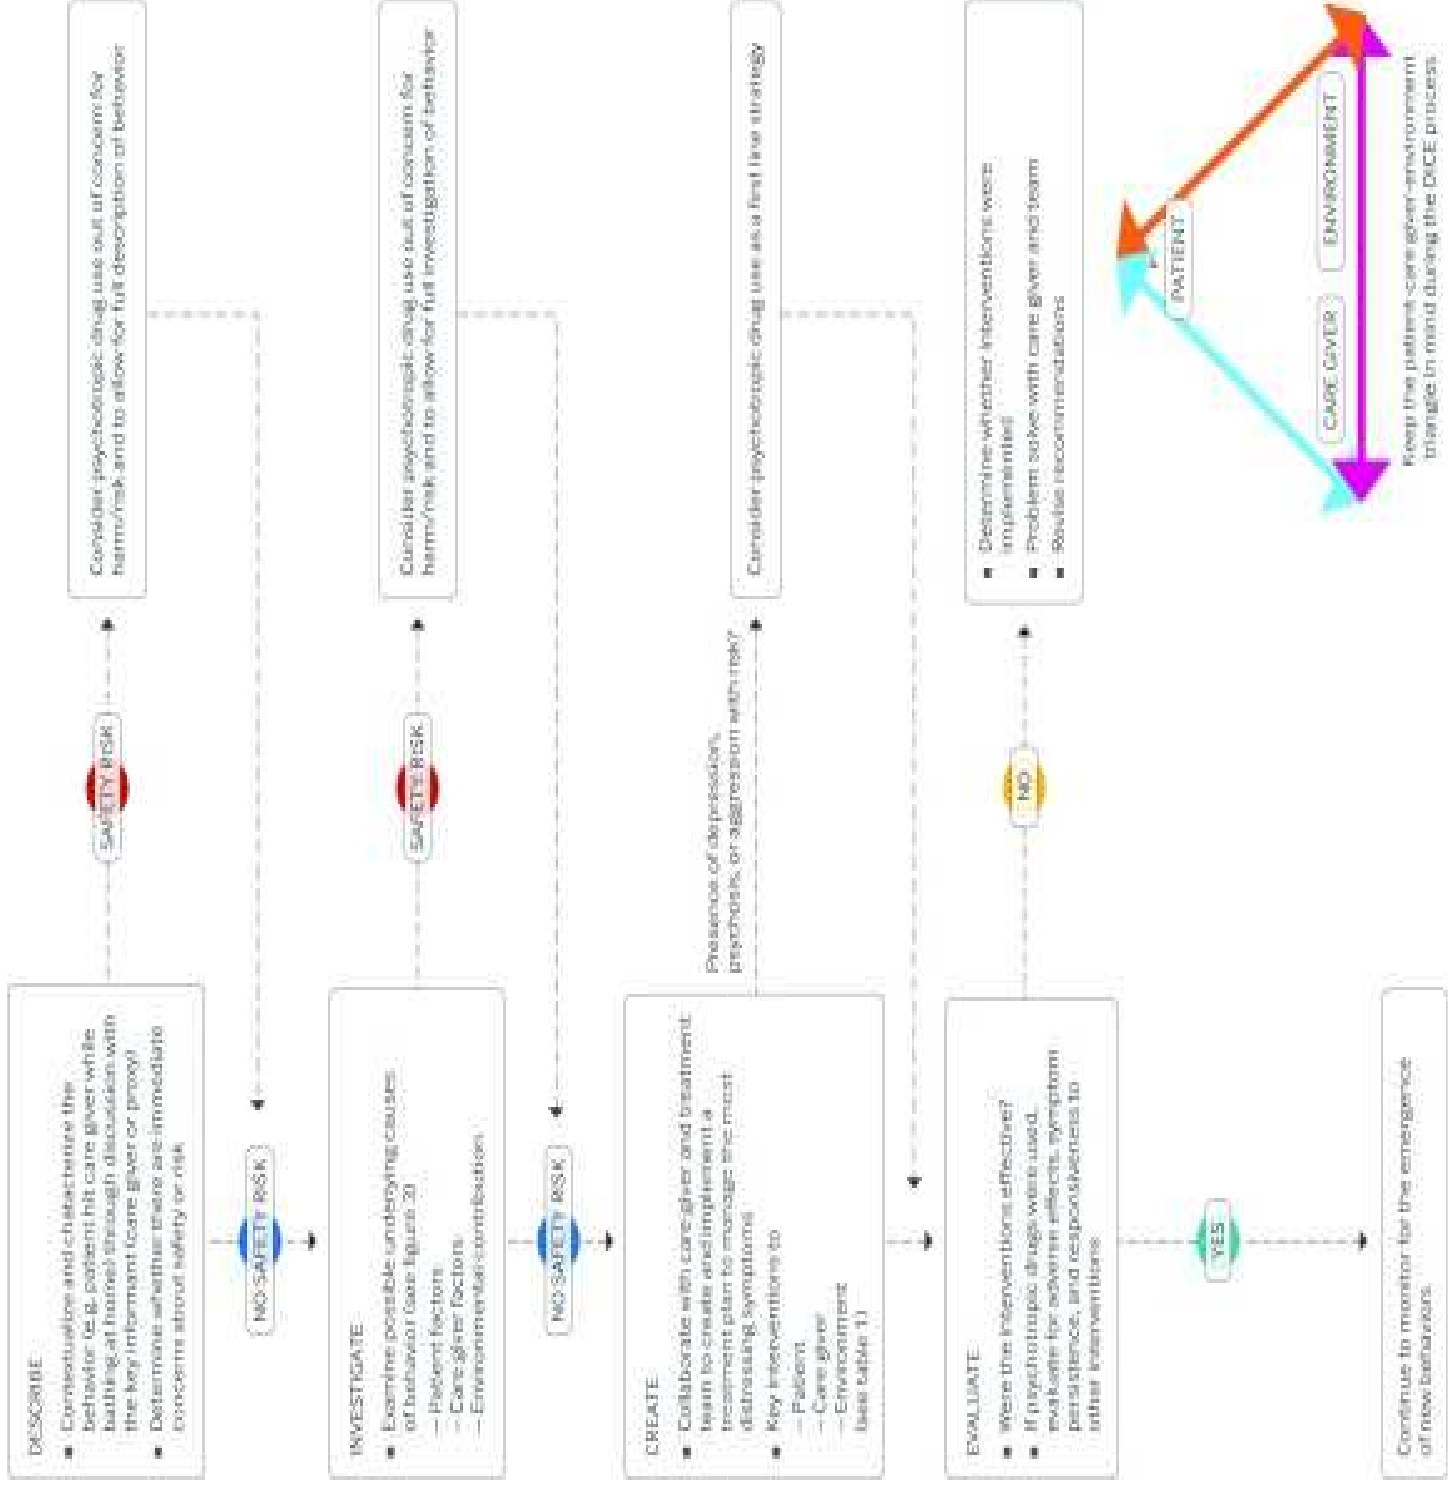 DESCRIBE
• Contextualize and characterize the
behavior (e.g. patient hit care giver while
bathing at home) through discussion with
the key informant (care giver or proxy)
• Determine whether there are immediate
concerns about safety or risk
SAFETY RISK
Consider psychotropic drug use out of concern for
harm/risk and to allow for full description of behavior
NO SAFETY RISK
INVESTIGATE
• Examine possible underlying causes
of behavior (see figure 2)
– Patient factors
– Care giver factors
– Environmental contribution
SAFETY RISK
Consider psychotropic drug use out of concern for
harm/risk and to allow for full investigation of behavior
NO SAFETY RISK
CREATE
• Collaborate with care giver and treatment
team to create and implement a
treatment plan to manage the most
distressing symptoms
• Key interventions to
– Patient
– Care giver
– Environment
(see table 1)
Presence of depression,
psychosis, or aggression with risk?
Consider psychotropic drug use as a first line strategy
EVALUATE
• Were the interventions effective?
• If psychotropic drugs were used,
evaluate for adverse effects, symptom
persistence, and responsiveness to
other interventions
NO
• Determine whether interventions were
implemented
• Problem solve with care giver and team
• Revise recommendations
YES
Continue to monitor for the emergence
of new behaviors
PATIENT
CARE GIVER
ENVIRONMENT
Keep the patient-care giver-environment
triangle in mind during the DICE process